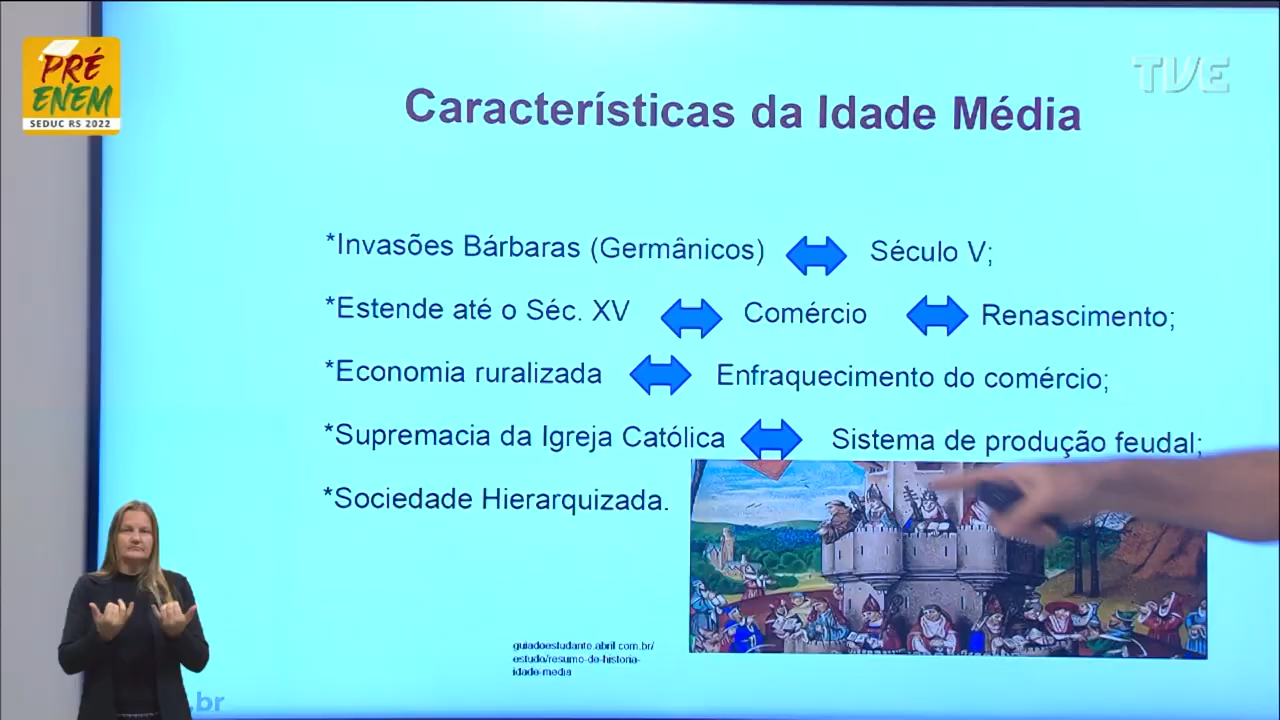 PRÉ
ENEM
SEDUC RS 2022
TVE
Características da Idade Média
*Invasões Bárbaras (Germânicos) Século V;
*Estende até o Séc. XV Comércio Renascimento;
*Economia ruralizada Enfraquecimento do comércio;
*Supremacia da Igreja Católica Sistema de produção feudal;
*Sociedade Hierarquizada.
guiadoestudante.abril.com.br/
estudo/resumo-de-historia-
idade-media
.br